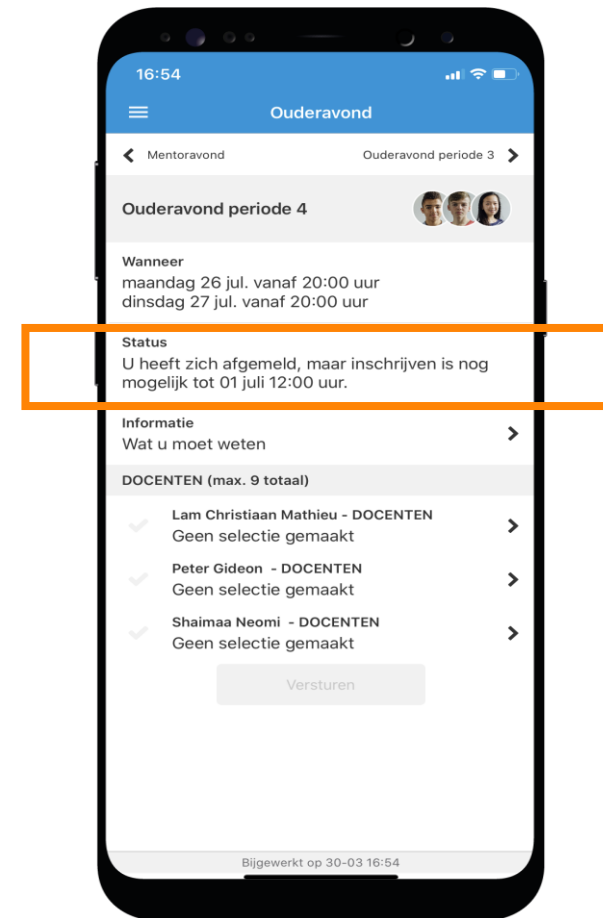 16:54
Ouderavond
Mentoravond
Ouderavond periode 3
Ouderavond periode 4
Wanneer
maandag 26 jul. vanaf 20:00 uur
dinsdag 27 jul. vanaf 20:00 uur
Status
U heeft zich afgemeld, maar inschrijven is nog
mogelijk tot 01 juli 12:00 uur.
Informatie
Wat u moet weten
DOCENTEN (max. 9 totaal)
Lam Christiaan Mathieu - DOCENTEN
Geen selectie gemaakt
Peter Gideon - DOCENTEN
Geen selectie gemaakt
Shaimaa Neomi - DOCENTEN
Geen selectie gemaakt
Versturen
Bijgewerkt op 30-03 16:54